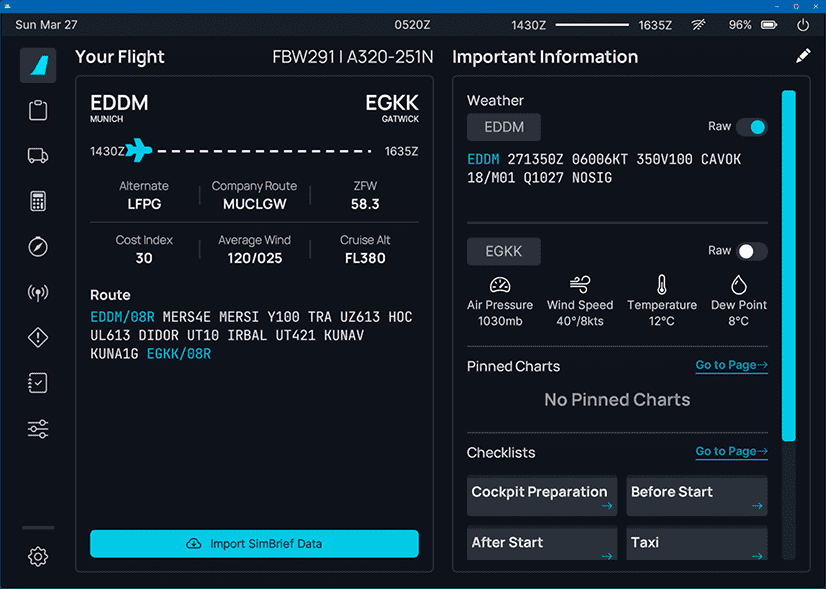 Sun Mar 27
0520Z
1430Z 1635Z 96%
Your Flight
FBW291 | A320-251N
EDDM
MUNICH
EGKK
GATWICK
1430Z 1635Z
Alternate Company Route ZFW
LFPG MUCLGW 58.3
Cost Index Average Wind Cruise Alt
30 120/025 FL380
Route
EDDM/08R MERS4E MERSI Y100 TRA UZ613 HOC
UL613 DIDOR UT10 IRBAL UT421 KUNAV
KUNA1G EGKK/08R
Import SimBrief Data
Important Information
Weather
EDDM Raw
EDDM 271350Z 06006KT 350V100 CAVOK
18/M01 Q1027 NOSIG
EGKK Raw
Air Pressure Wind Speed Temperature Dew Point
1030mb 40°/8kts 12°C 8°C
Pinned Charts Go to Page→
No Pinned Charts
Checklists Go to Page→
Cockpit Preparation → Before Start →
After Start → Taxi →